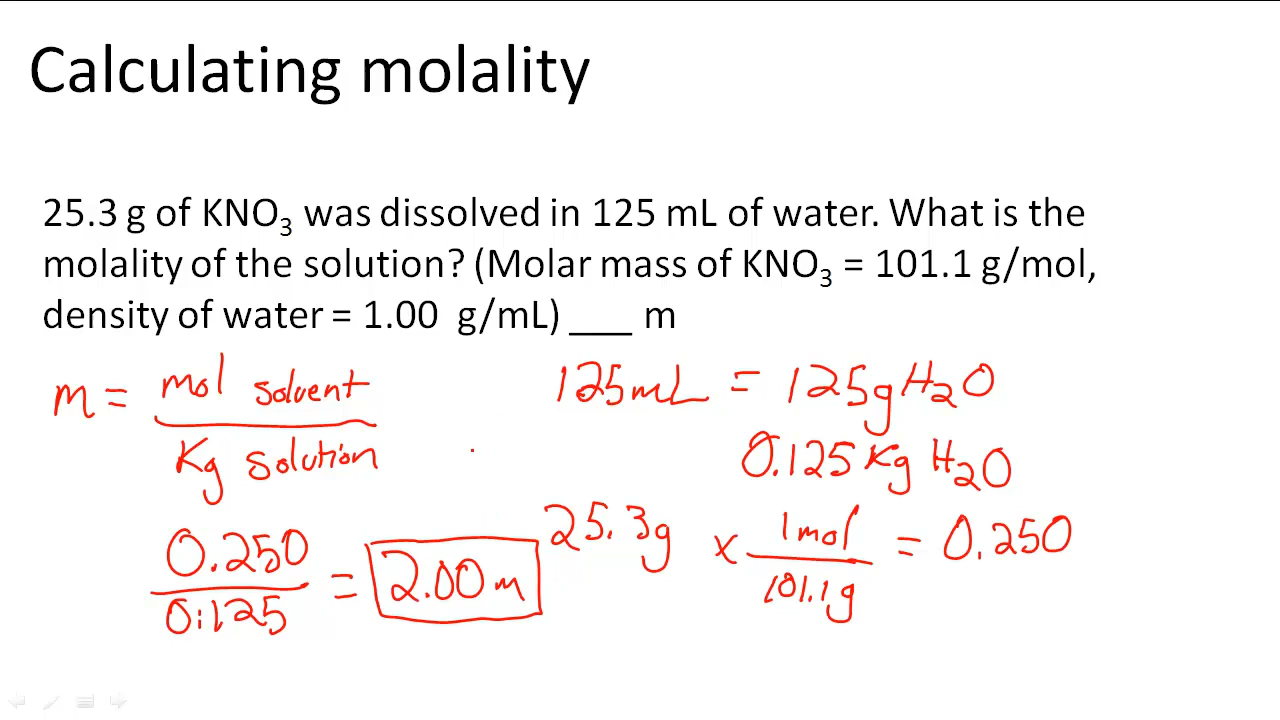 Calculating molality
25.3 g of KNO₃ was dissolved in 125 mL of water. What is the
molality of the solution? (Molar mass of KNO₃ = 101.1 g/mol,
density of water = 1.00 g/mL) ___ m
m = mol solvent / Kg solution
125mL = 125g H₂O
0.125 Kg H₂O
25.3g x 1mol / 101.1g = 0.250
0.250 / 0.125 = 2.00 m